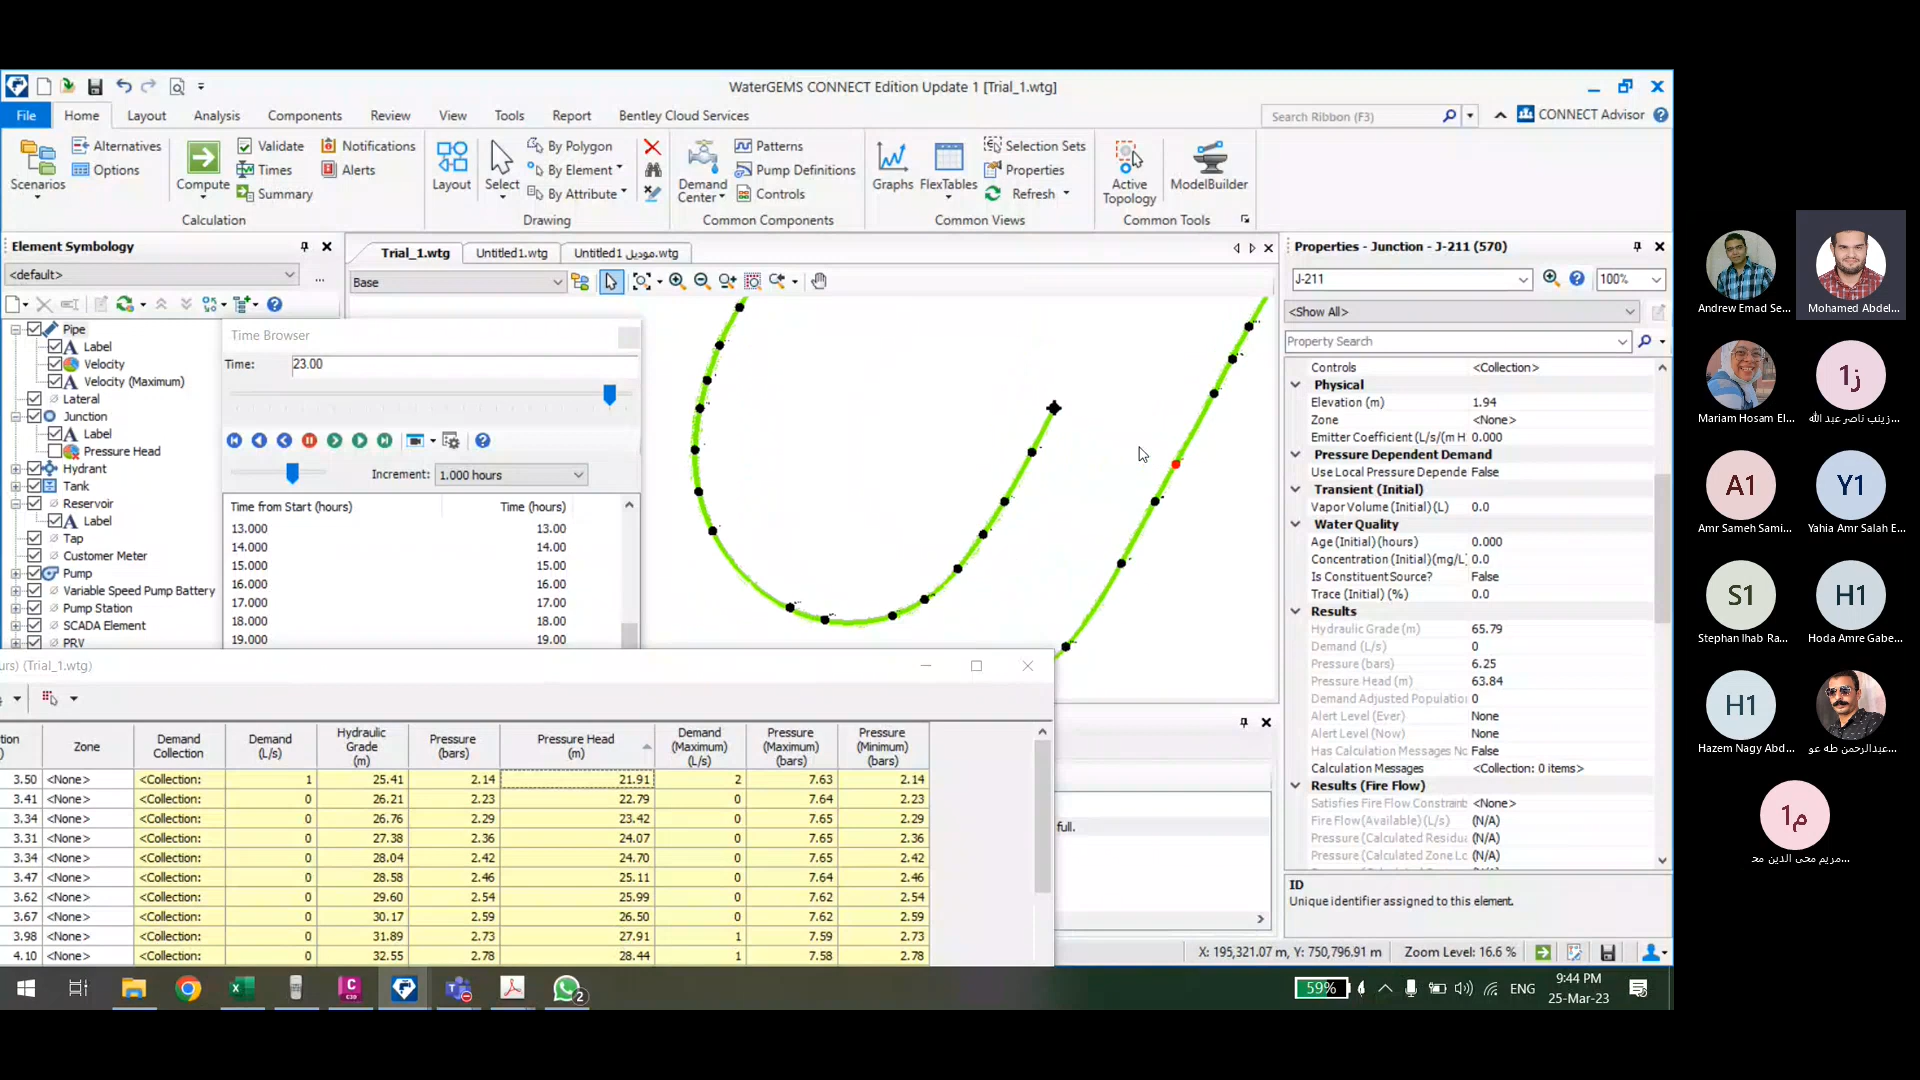 WaterGEMS CONNECT Edition Update 1 [Trial_1.wtg]
File Home Layout Analysis Components Review View Tools Report Bentley Cloud Services
Search Ribbon (F3)
CONNECT Advisor
Scenarios
Alternatives
Options
Compute
Validate
Times
Summary
Notifications
Alerts
Calculation
Layout
Select
By Polygon
By Element
By Attribute
Drawing
Demand Center
Patterns
Pump Definitions
Controls
Common Components
Graphs
FlexTables
Selection Sets
Properties
Refresh
Common Views
Active Topology
ModelBuilder
Common Tools
Element Symbology
<default>
...
Pipe
Label
Velocity
Velocity (Maximum)
Lateral
Junction
Label
Pressure Head
Hydrant
Tank
Reservoir
Label
Tap
Customer Meter
Pump
Variable Speed Pump Battery
Pump Station
SCADA Element
PRV
Trial_1.wtg Untitled1.wtg Untitled1 موديل.wtg
Base
Time Browser
Time: 23.00
Increment: 1.000 hours
Time from Start (hours) Time (hours)
13.000 13.00
14.000 14.00
15.000 15.00
16.000 16.00
17.000 17.00
18.000 18.00
19.000 19.00
urs) (Trial_1.wtg)
Zone Demand Collection Demand (L/s) Hydraulic Grade (m) Pressure (bars) Pressure Head (m) Demand (Maximum) (L/s) Pressure (Maximum) (bars) Pressure (Minimum) (bars)
3.50 <None> <Collection: 1 25.41 2.14 21.91 2 7.63 2.14
3.41 <None> <Collection: 0 26.21 2.23 22.79 0 7.64 2.23
3.34 <None> <Collection: 0 26.76 2.29 23.42 0 7.65 2.29
3.31 <None> <Collection: 0 27.38 2.36 24.07 0 7.65 2.36
3.34 <None> <Collection: 0 28.04 2.42 24.70 0 7.65 2.42
3.47 <None> <Collection: 0 28.58 2.46 25.11 0 7.64 2.46
3.62 <None> <Collection: 0 29.60 2.54 25.99 0 7.62 2.54
3.67 <None> <Collection: 0 30.17 2.59 26.50 0 7.62 2.59
3.98 <None> <Collection: 0 31.89 2.73 27.91 1 7.59 2.73
4.10 <None> <Collection: 0 32.55 2.78 28.44 1 7.58 2.78
full.
Properties - Junction - J-211 (570)
J-211 100%
<Show All>
Property Search
Controls <Collection>
Physical
Elevation (m) 1.94
Zone <None>
Emitter Coefficient (L/s/(m H 0.000
Pressure Dependent Demand
Use Local Pressure Depende False
Transient (Initial)
Vapor Volume (Initial) (L) 0.0
Water Quality
Age (Initial) (hours) 0.000
Concentration (Initial) (mg/L) 0.0
Is Constituent Source? False
Trace (Initial) (%) 0.0
Results
Hydraulic Grade (m) 65.79
Demand (L/s) 0
Pressure (bars) 6.25
Pressure Head (m) 63.84
Demand Adjusted Population 0
Alert Level (Ever) None
Alert Level (Now) None
Has Calculation Messages No False
Calculation Messages <Collection: 0 items>
Results (Fire Flow)
Satisfies Fire Flow Constraint <None>
Fire Flow (Available) (L/s) (N/A)
Pressure (Calculated Residua (N/A)
Pressure (Calculated Zone Lo (N/A)
ID
Unique identifier assigned to this element.
X: 195,321.07 m, Y: 750,796.91 m Zoom Level: 16.6 %
59% ENG 9:44 PM
25-Mar-23
2
Andrew Emad Se...
Mohamed Abdel...
Mariam Hosam El...
ز1
زينب ناصر عبد الله...
A1
Amr Sameh Sami...
Y1
Yahia Amr Salah E...
S1
Stephan Ihab Ra...
H1
Hoda Amre Gabe...
H1
Hazem Nagy Abd...
عبدالرحمن طه عو...
م1
مريم محى الدين مح...